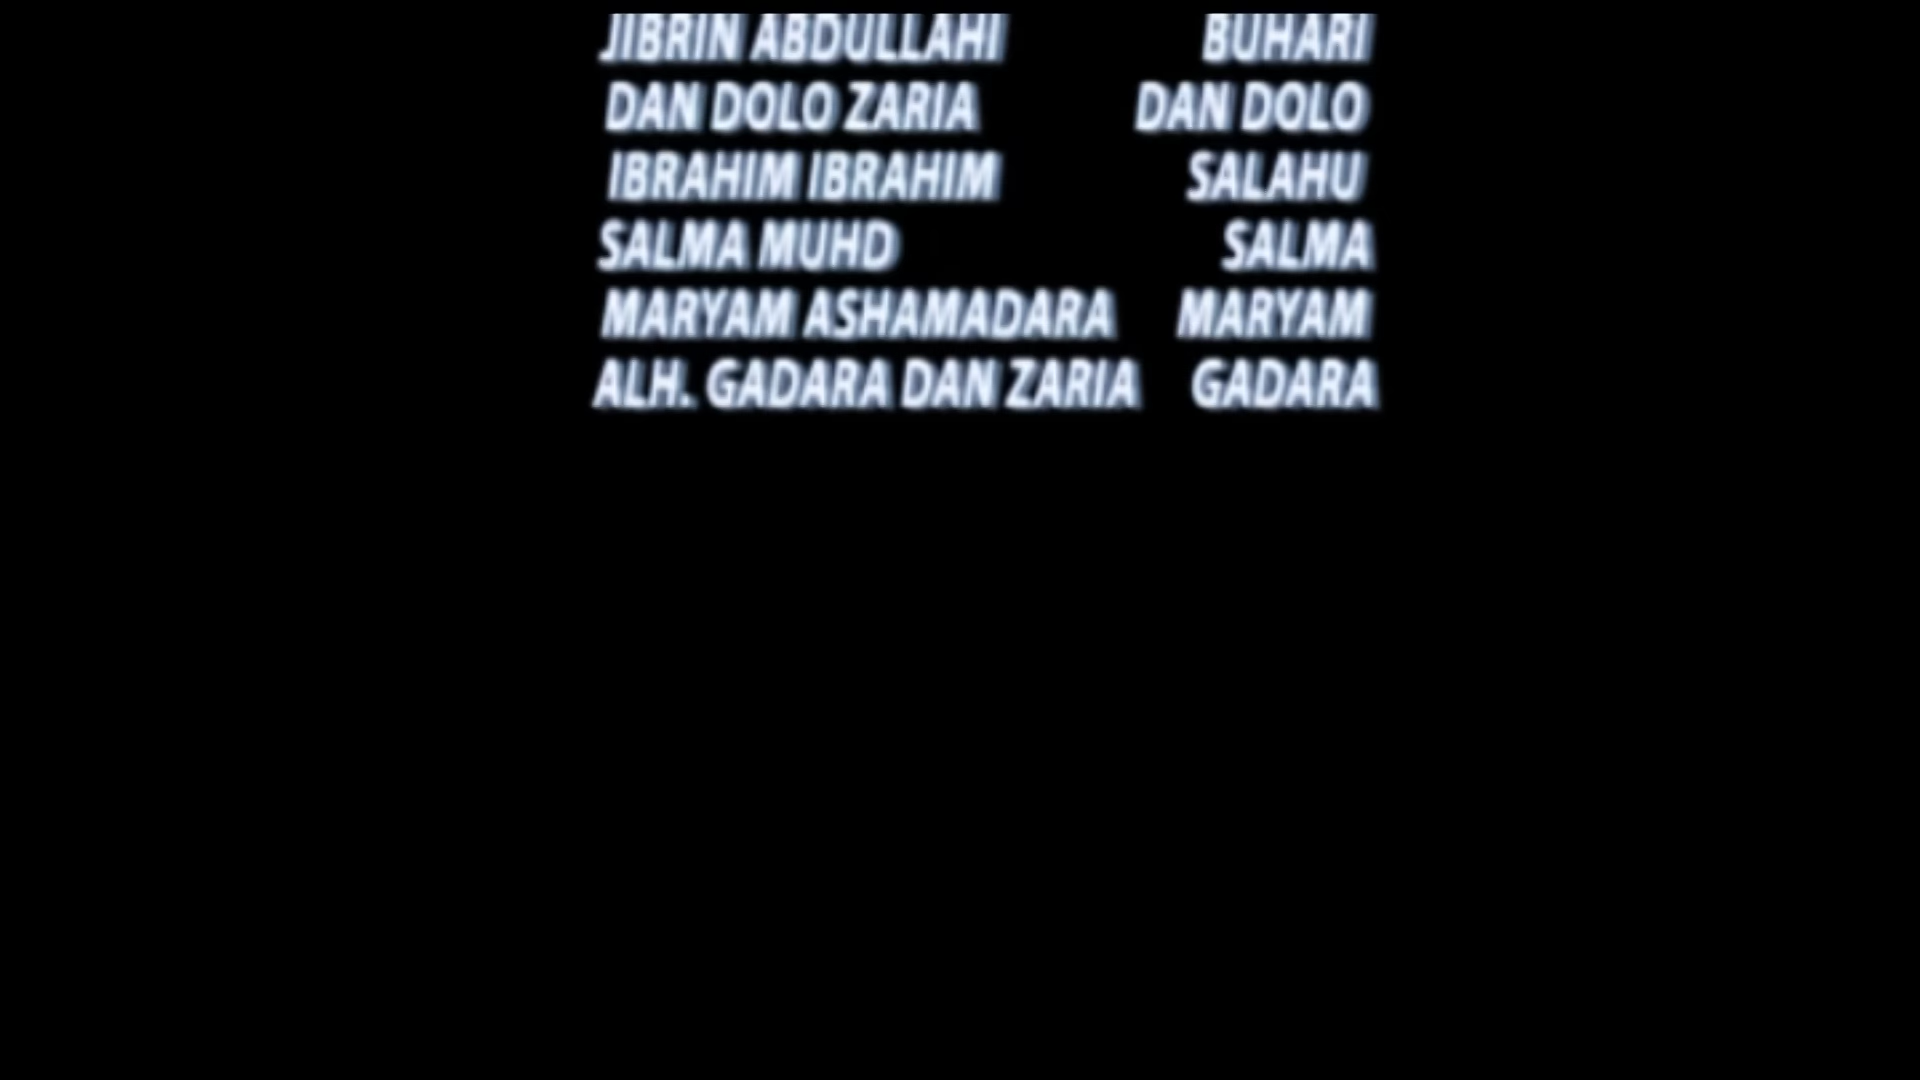 JIBRIN ABDULLAHI BUHARI
DAN DOLO ZARIA DAN DOLO
IBRAHIM IBRAHIM SALAHU
SALMA MUHD SALMA
MARYAM ASHAMADARA MARYAM
ALH. GADARA DAN ZARIA GADARA